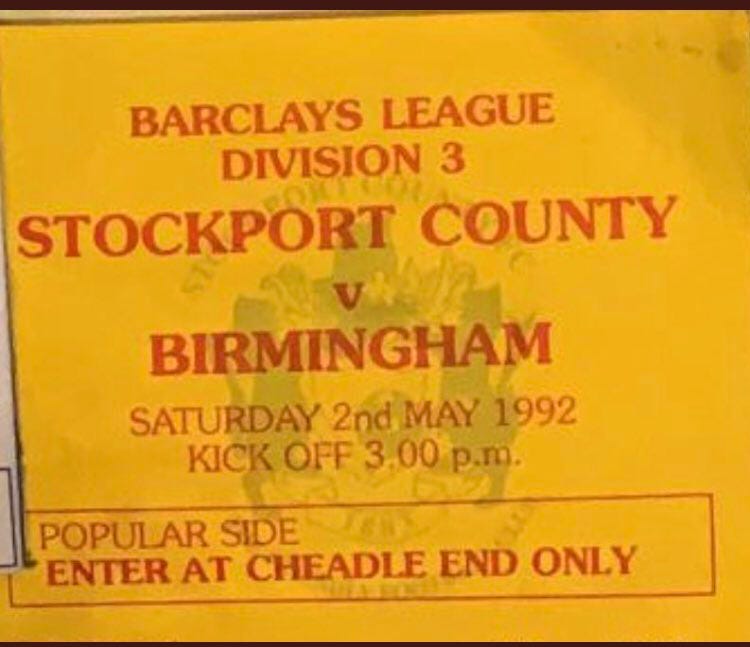 BARCLAYS LEAGUE
DIVISION 3
STOCKPORT COUNTY
v
BIRMINGHAM
SATURDAY 2nd MAY 1992
KICK OFF 3.00 p.m.
POPULAR SIDE
ENTER AT CHEADLE END ONLY